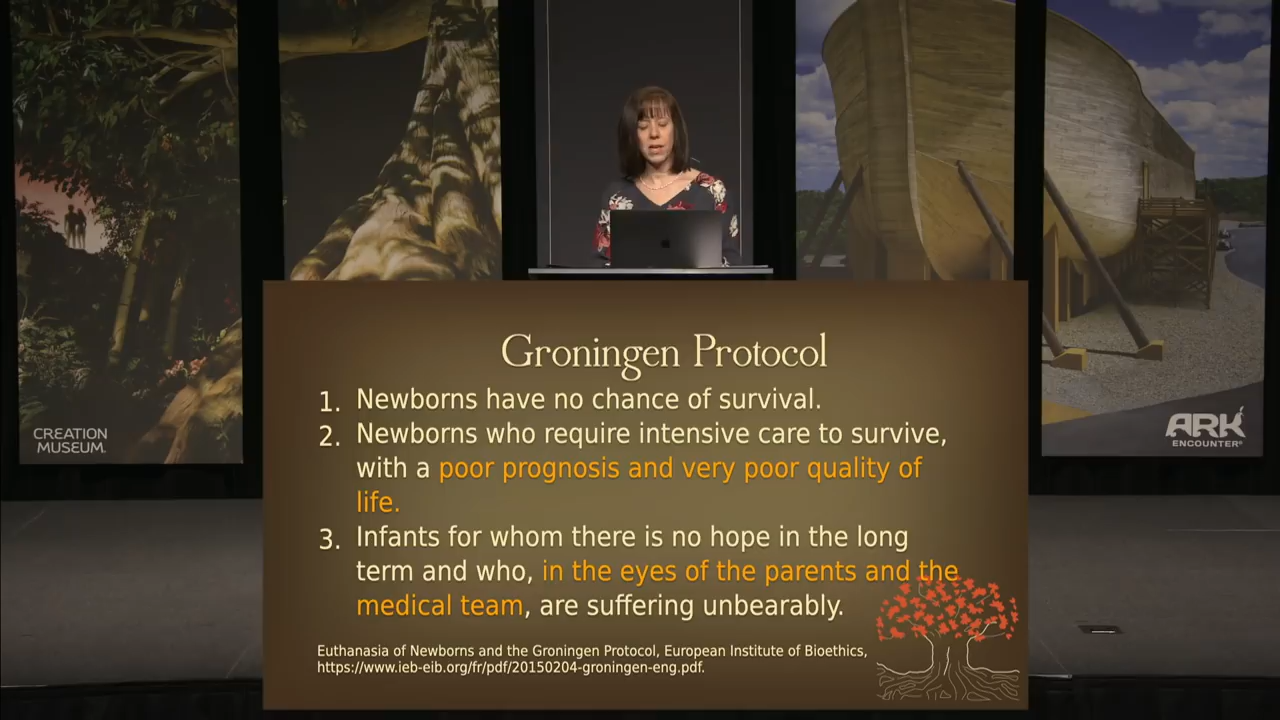 CREATION
MUSEUM
ARK
ENCOUNTER
Groningen Protocol
1. Newborns have no chance of survival.
2. Newborns who require intensive care to survive,
with a poor prognosis and very poor quality of
life.
3. Infants for whom there is no hope in the long
term and who, in the eyes of the parents and the
medical team, are suffering unbearably.
Euthanasia of Newborns and the Groningen Protocol, European Institute of Bioethics,
https://www.ieb-eib.org/fr/pdf/20150204-groningen-eng.pdf.